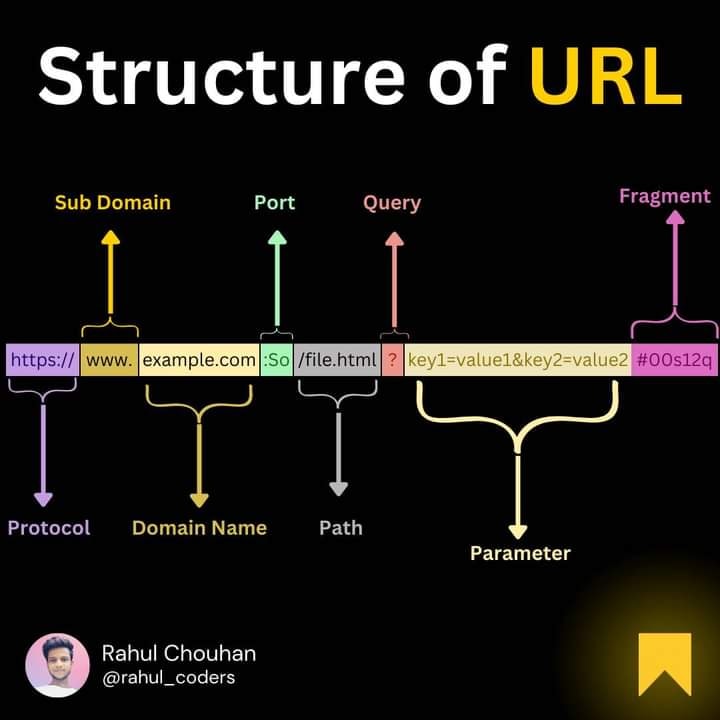 Structure of URL
Sub Domain Port Query Fragment
https:// www. example.com :So /file.html ? key1=value1&key2=value2 #00s12q
Protocol Domain Name Path
Parameter
Rahul Chouhan
@rahul_coders